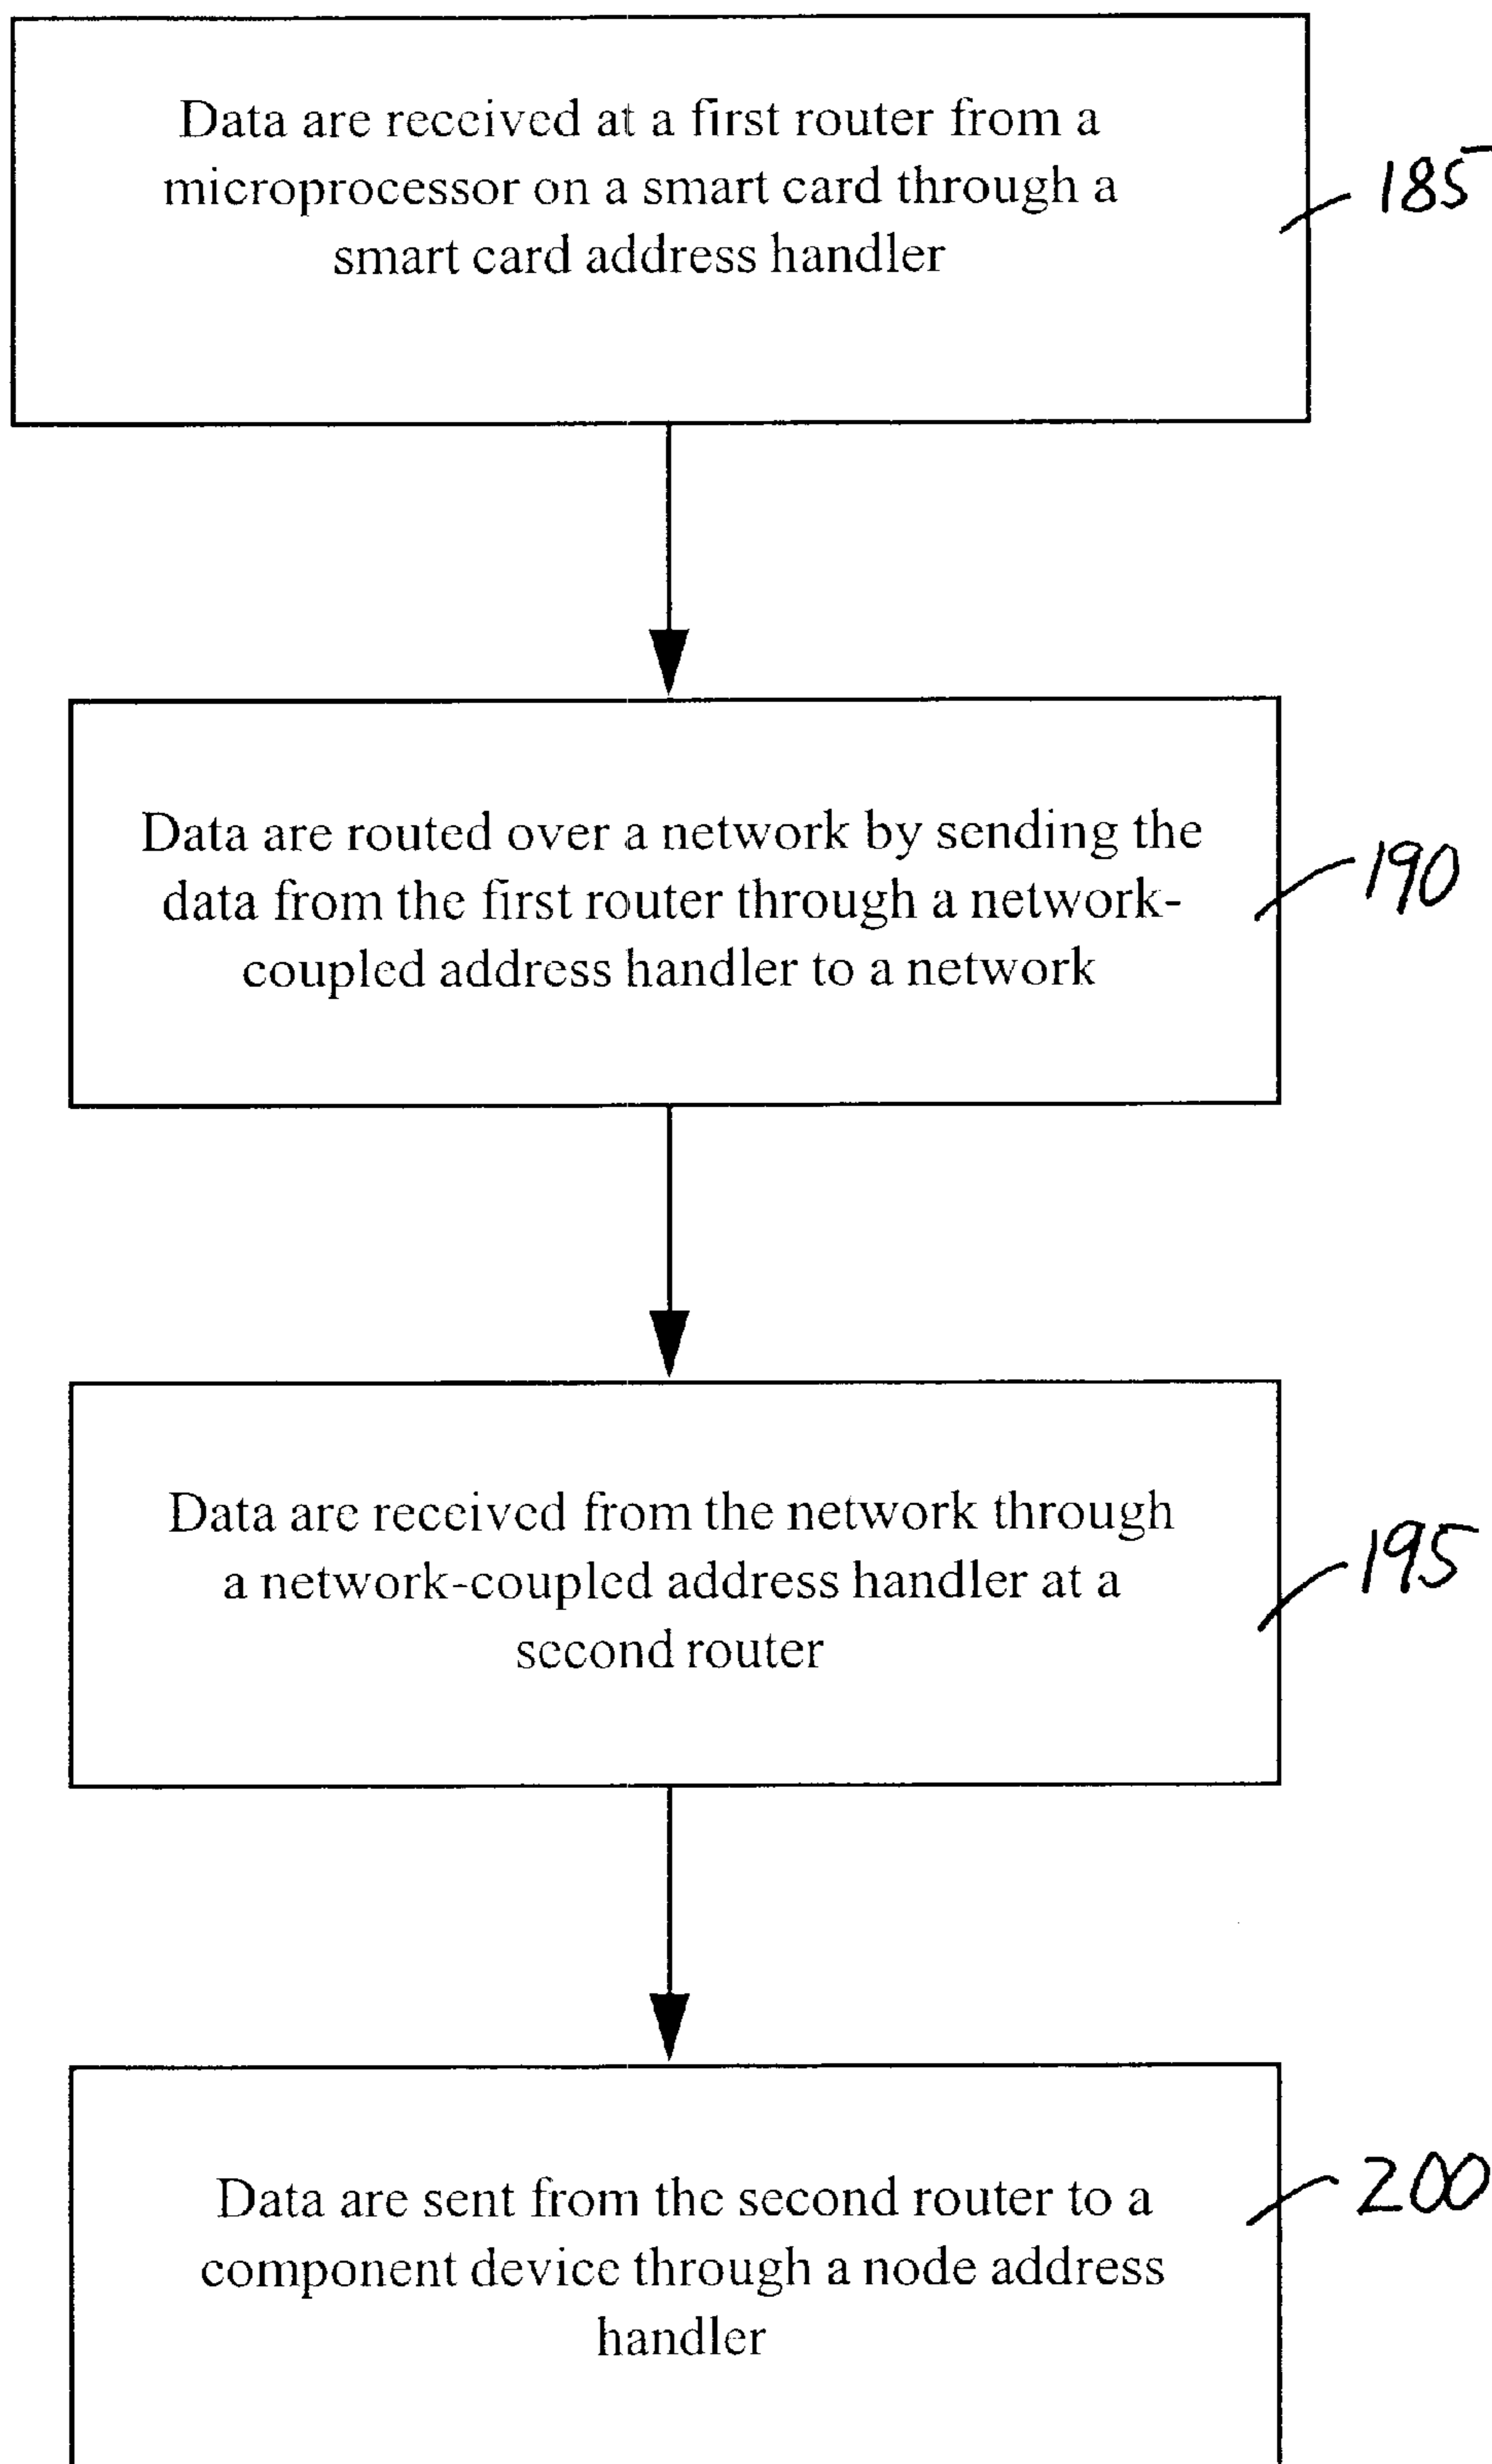 Data are received at a first router from a
microprocessor on a smart card through a
smart card address handler
185
Data are routed over a network by sending the
data from the first router through a network-
coupled address handler to a network
190
Data are received from the network through
a network-coupled address handler at a
second router
195
Data are sent from the second router to a
component device through a node address
handler
200